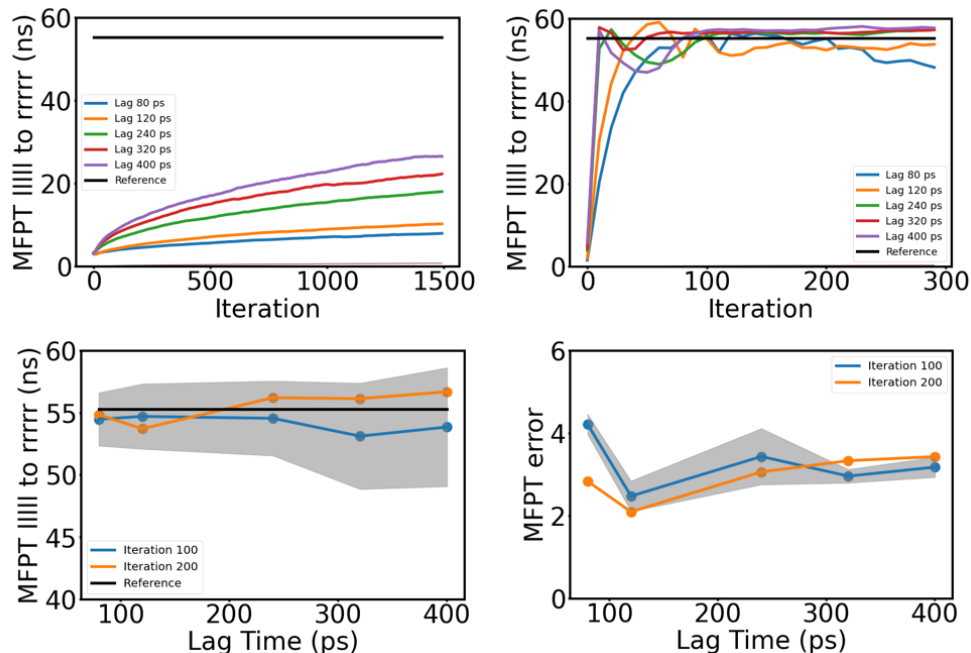 MFPT lllll to rrrrr (ns)
60
40
20
0
Lag 80 ps
Lag 120 ps
Lag 240 ps
Lag 320 ps
Lag 400 ps
Reference
0 500 1000 1500
Iteration
MFPT lllll to rrrrr (ns)
60
40
20
0
Lag 80 ps
Lag 120 ps
Lag 240 ps
Lag 320 ps
Lag 400 ps
Reference
0 100 200 300
Iteration
MFPT lllll to rrrrr (ns)
60
55
50
45
40
Iteration 100
Iteration 200
Reference
100 200 300 400
Lag Time (ps)
MFPT error
6
4
2
0
Iteration 100
Iteration 200
100 200 300 400
Lag Time (ps)